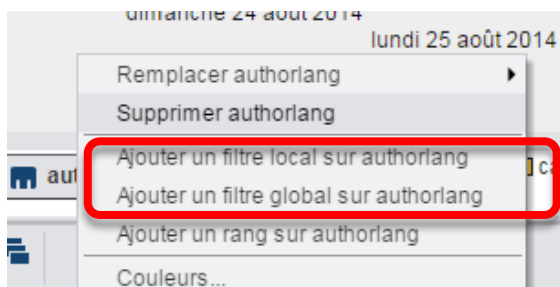 dimanche 24 août 2014
lundi 25 août 2014
Remplacer authorlang
Supprimer authorlang
Ajouter un filtre local sur authorlang
Ajouter un filtre global sur authorlang
Ajouter un rang sur authorlang
Couleurs...